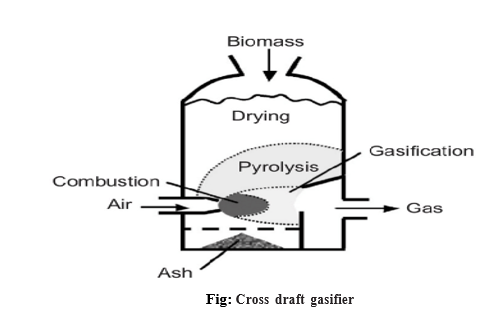 Biomass
Drying
Pyrolysis
Gasification
Combustion
Air
Gas
Ash
Fig: Cross draft gasifier